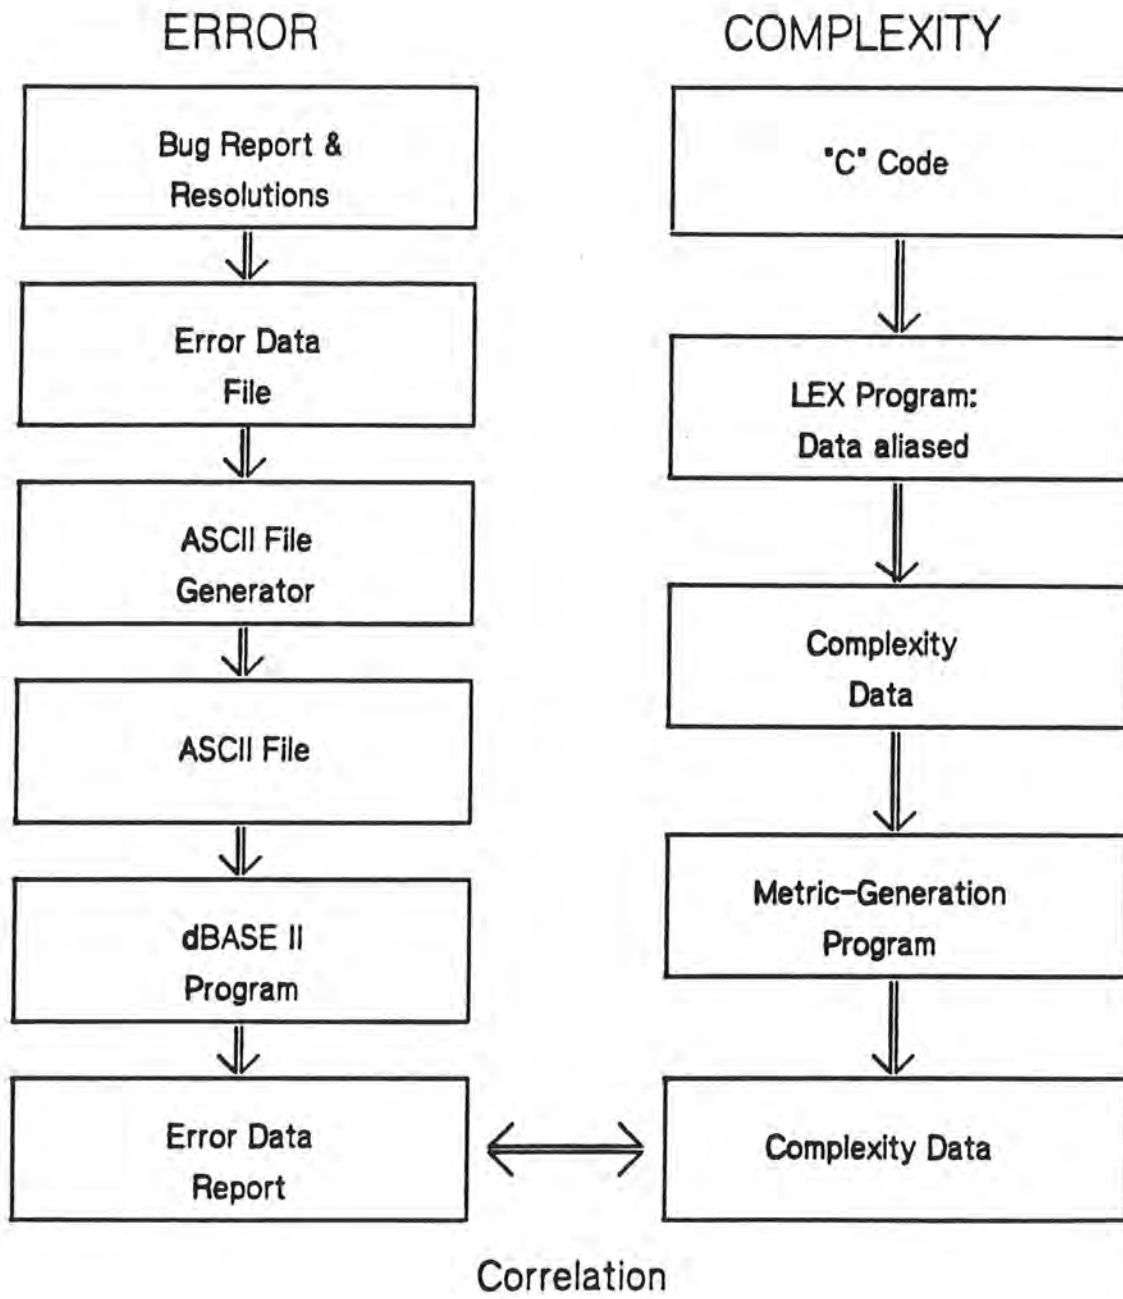 ERROR
Bug Report &
Resolutions
Error Data
File
ASCII File
Generator
ASCII File
dBASE II
Program
Error Data
Report
COMPLEXITY
"C" Code
LEX Program:
Data aliased
Complexity
Data
Metric-Generation
Program
Complexity Data
Correlation